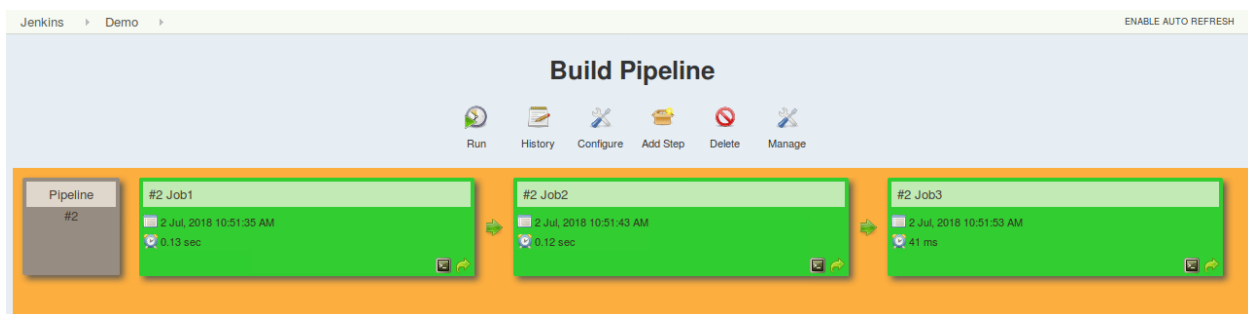 Jenkins Demo ENABLE AUTO REFRESH
Build Pipeline
Run History Configure Add Step Delete Manage
Pipeline
#2
#2 Job1
2 Jul, 2018 10:51:35 AM
0.13 sec
#2 Job2
2 Jul, 2018 10:51:43 AM
0.12 sec
#2 Job3
2 Jul, 2018 10:51:53 AM
41 ms